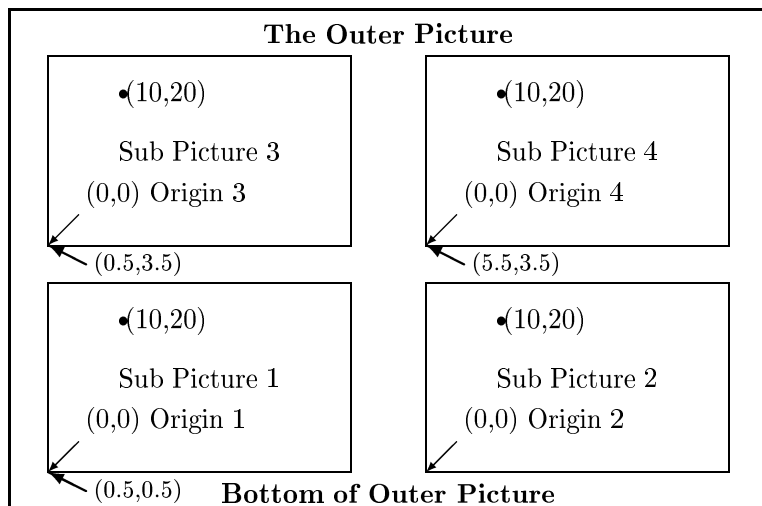 The Outer Picture
(10,20)
Sub Picture 3
(0,0) Origin 3
(0.5,3.5)
(10,20)
Sub Picture 4
(0,0) Origin 4
(5.5,3.5)
(10,20)
Sub Picture 1
(0,0) Origin 1
(0.5,0.5)
(10,20)
Sub Picture 2
(0,0) Origin 2
Bottom of Outer Picture